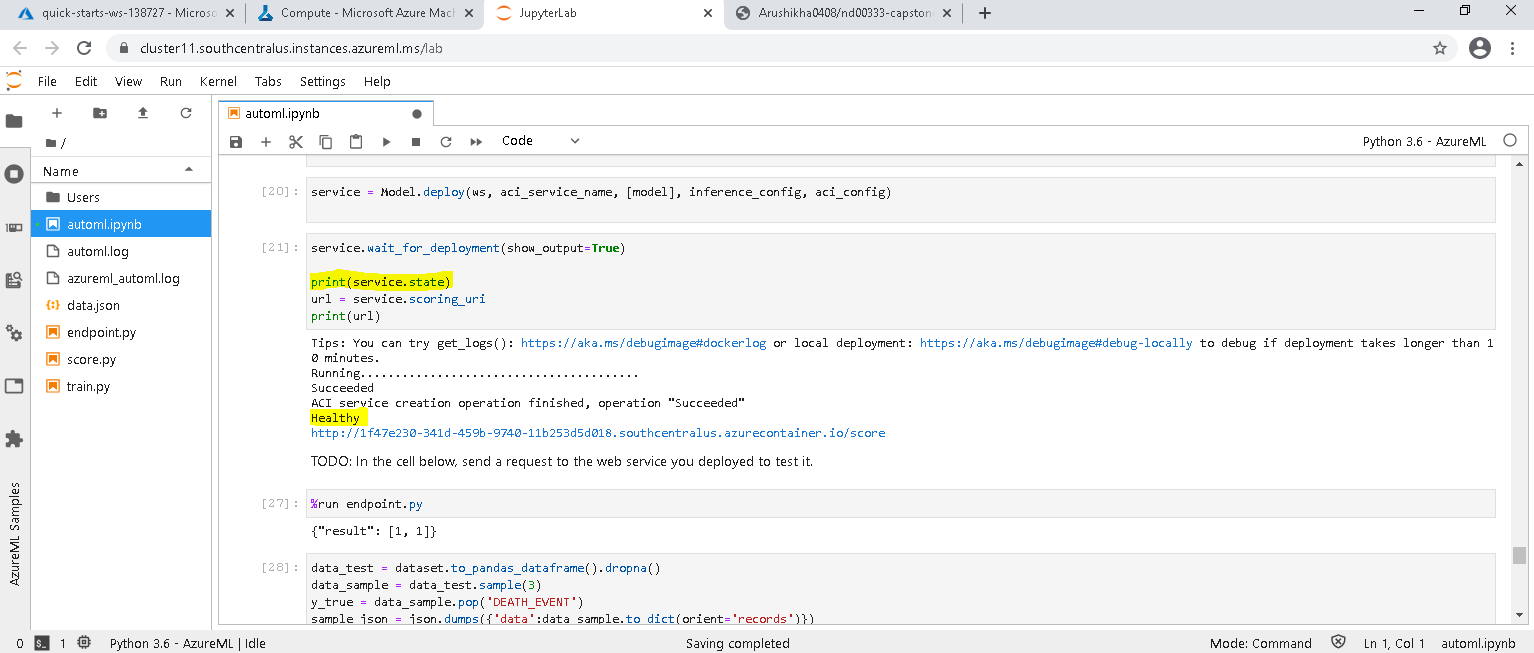 quick-starts-ws-138727 - Microso
Compute - Microsoft Azure Mac
JupyterLab
Arushikha0408/nd00333-capston
cluster11.southcentralus.instances.azureml.ms/lab
File Edit View Run Kernel Tabs Settings Help
automl.ipynb
Code
Python 3.6 - AzureML
/
Name
Users
automl.ipynb
automl.log
azureml_automl.log
data.json
endpoint.py
score.py
train.py
AzureML Samples
[20]: service = Model.deploy(ws, aci_service_name, [model], inference_config, aci_config)
[21]: service.wait_for_deployment(show_output=True)
print(service.state)
url = service.scoring_uri
print(url)
Tips: You can try get_logs(): https://aka.ms/debugimage#dockerlog or local deployment: https://aka.ms/debugimage#debug-locally to debug if deployment takes longer than 1
0 minutes.
Running........................................
Succeeded
ACI service creation operation finished, operation "Succeeded"
Healthy
http://1f47e230-341d-459b-9740-11b253d5d018.southcentralus.azurecontainer.io/score
TODO: In the cell below, send a request to the web service you deployed to test it.
[27]: %run endpoint.py
{"result": [1, 1]}
[28]: data_test = dataset.to_pandas_dataframe().dropna()
data_sample = data_test.sample(3)
y_true = data_sample.pop('DEATH_EVENT')
sample_json = json.dumps({'data':data_sample.to_dict(orient='records')})
0 $_ 1 Python 3.6 - AzureML | Idle
Saving completed
Mode: Command Ln 1, Col 1 automl.ipynb